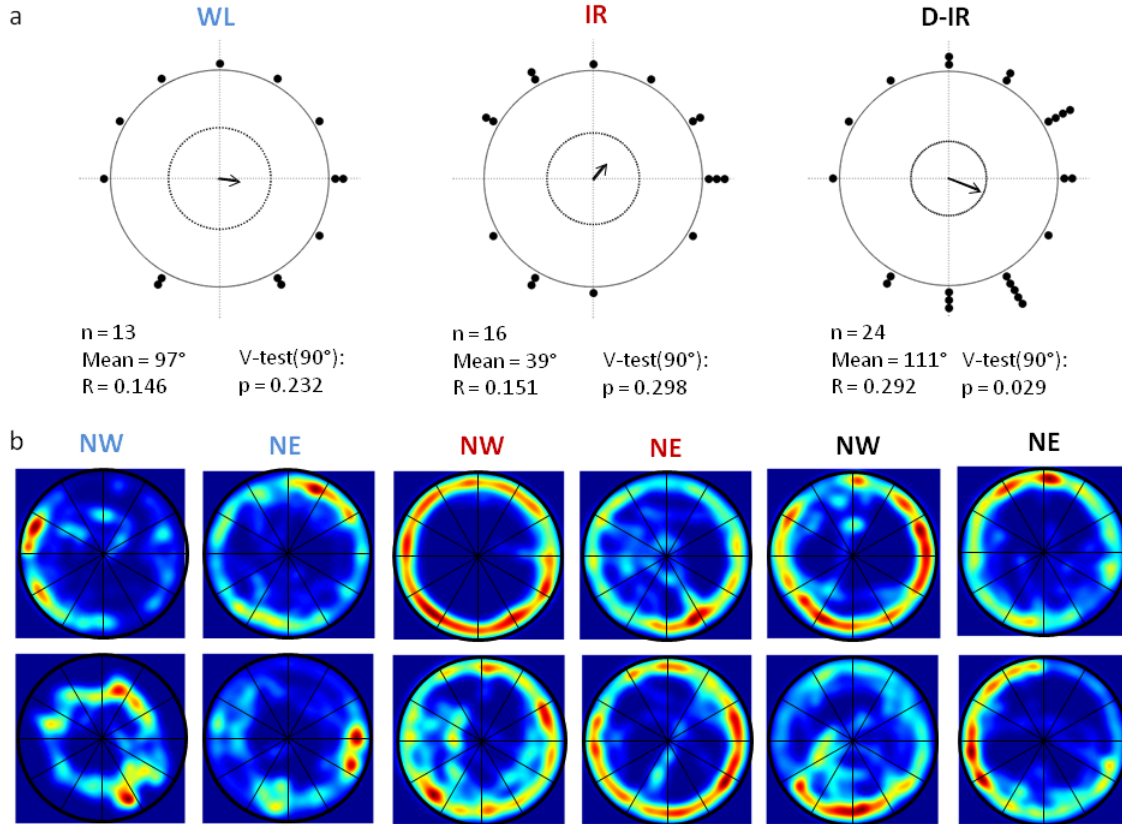 a
WL
IR
D-IR
n = 13
Mean = 97°
R = 0.146
V-test(90°):
p = 0.232
n = 16
Mean = 39°
R = 0.151
V-test(90°):
p = 0.298
n = 24
Mean = 111°
R = 0.292
V-test(90°):
p = 0.029
b
NW
NE
NW
NE
NW
NE